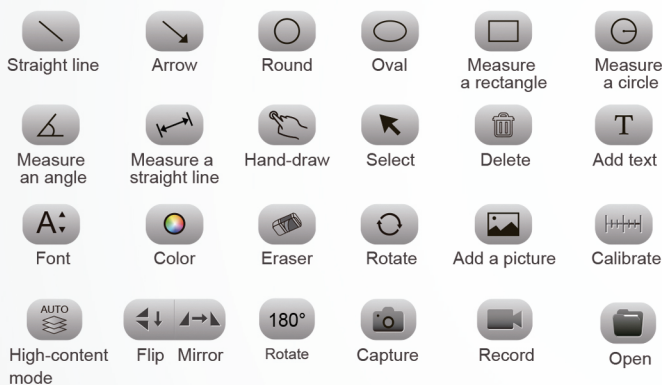 Straight line
Arrow
Round
Oval
Measure
a rectangle
Measure
a circle
Measure
an angle
Measure a
straight line
Hand-draw
Select
Delete
T
Add text
A
Font
Color
Eraser
Rotate
Add a picture
Calibrate
AUTO
High-content
mode
Flip
Mirror
180°
Rotate
Capture
Record
Open